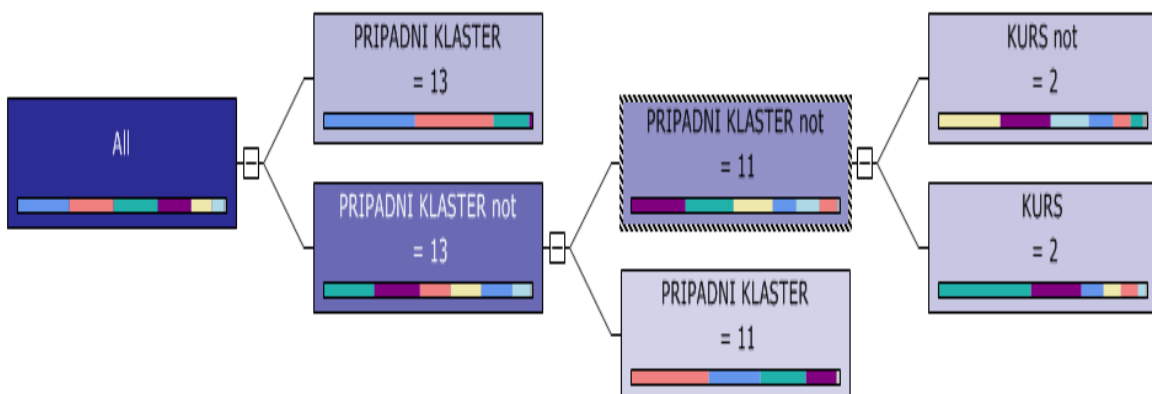 All
PRIPADNI KLASTER
= 13
PRIPADNI KLASTER not
= 13
PRIPADNI KLASTER not
= 11
PRIPADNI KLASTER
= 11
KURS not
= 2
KURS
= 2